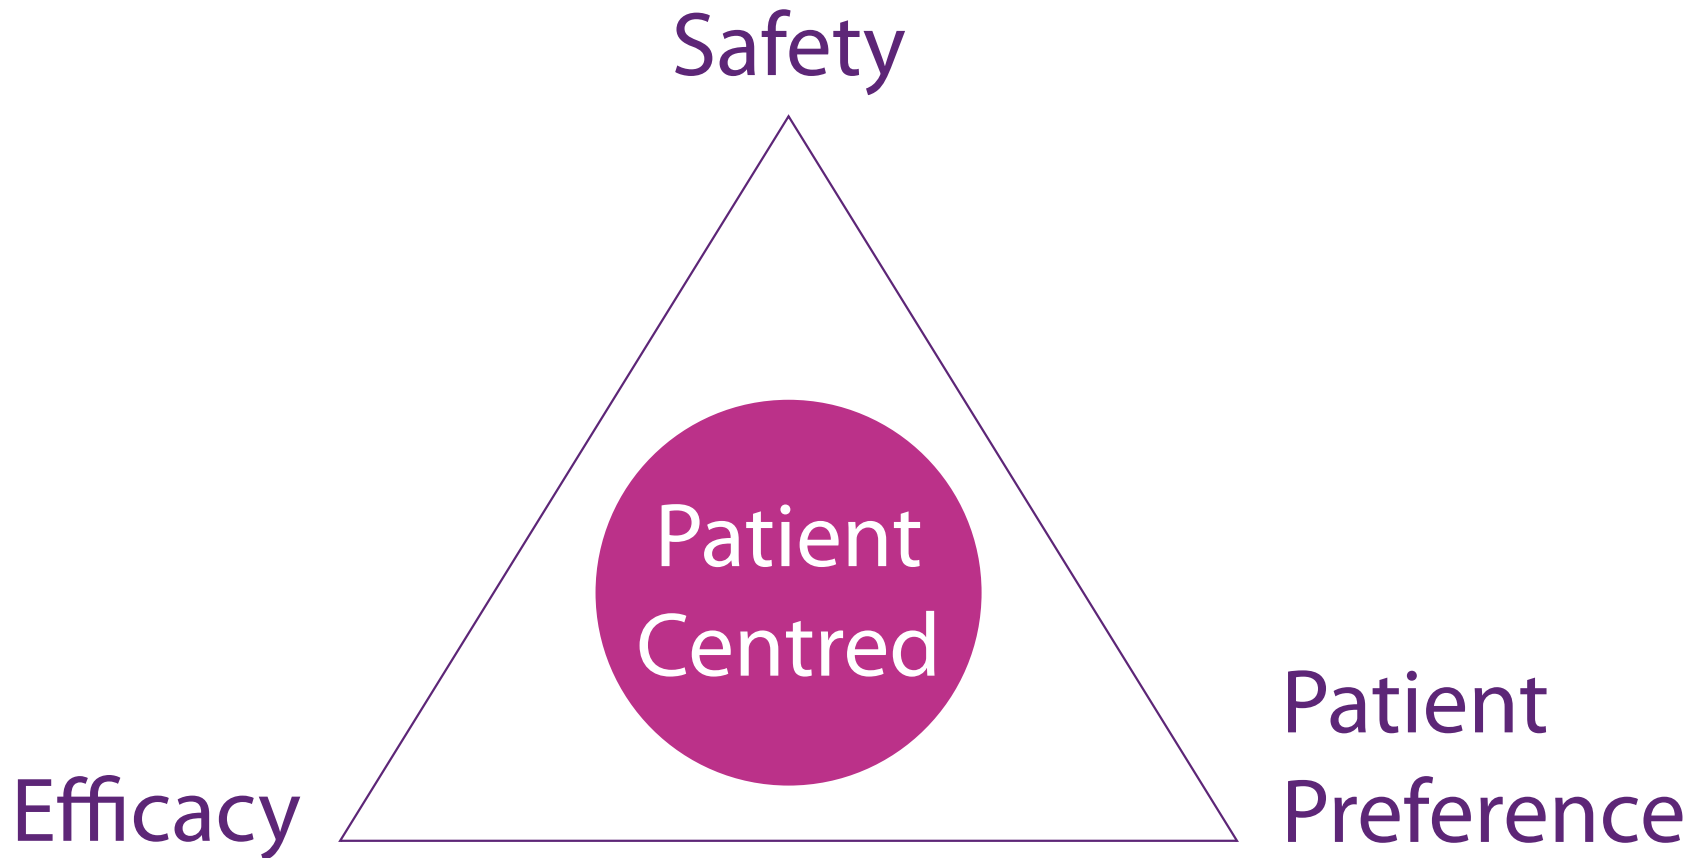 Safety
Patient
Centred
Efficacy
Patient
Preference